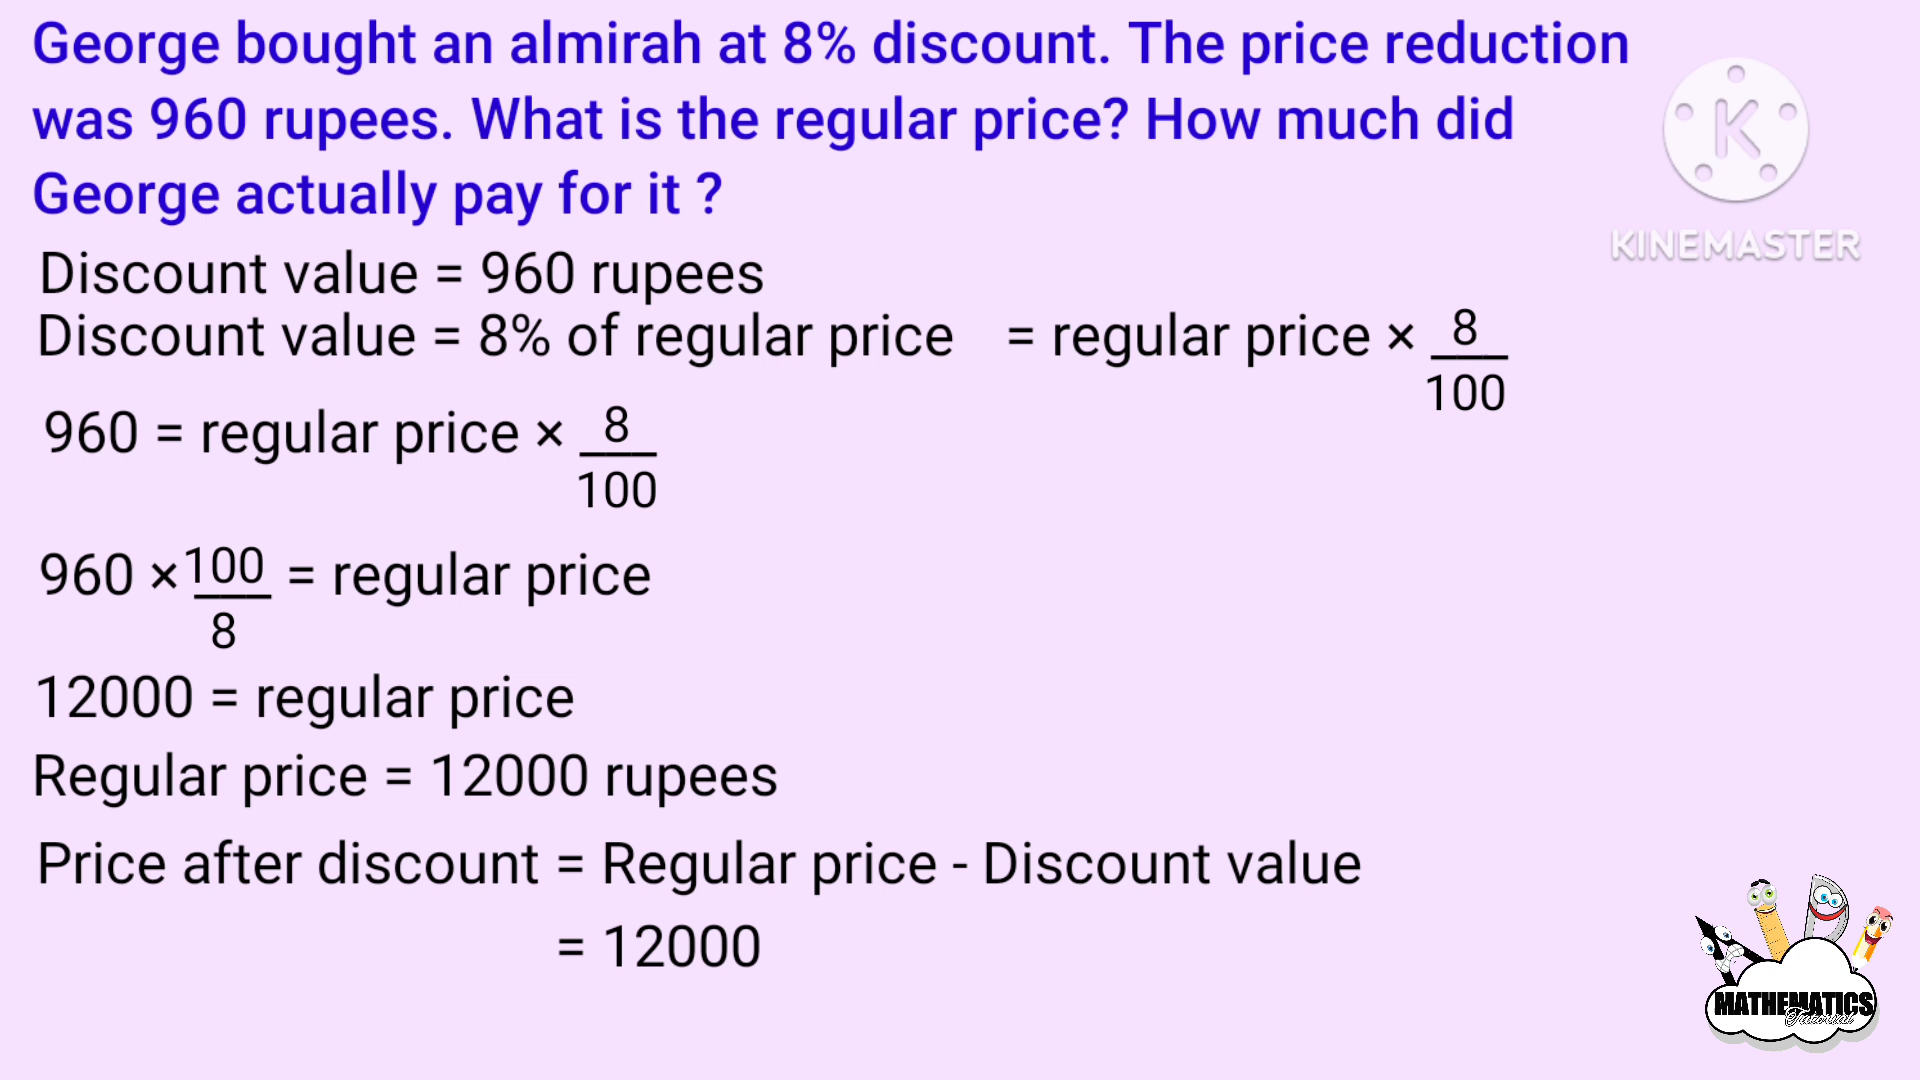 George bought an almirah at 8% discount. The price reduction
was 960 rupees. What is the regular price? How much did
George actually pay for it ?
K
KINEMASTER
Discount value = 960 rupees
Discount value = 8% of regular price = regular price × 8/100
960 = regular price × 8/100
960 × 100/8 = regular price
12000 = regular price
Regular price = 12000 rupees
Price after discount = Regular price - Discount value
= 12000
MATHEMATICS
Tutorial